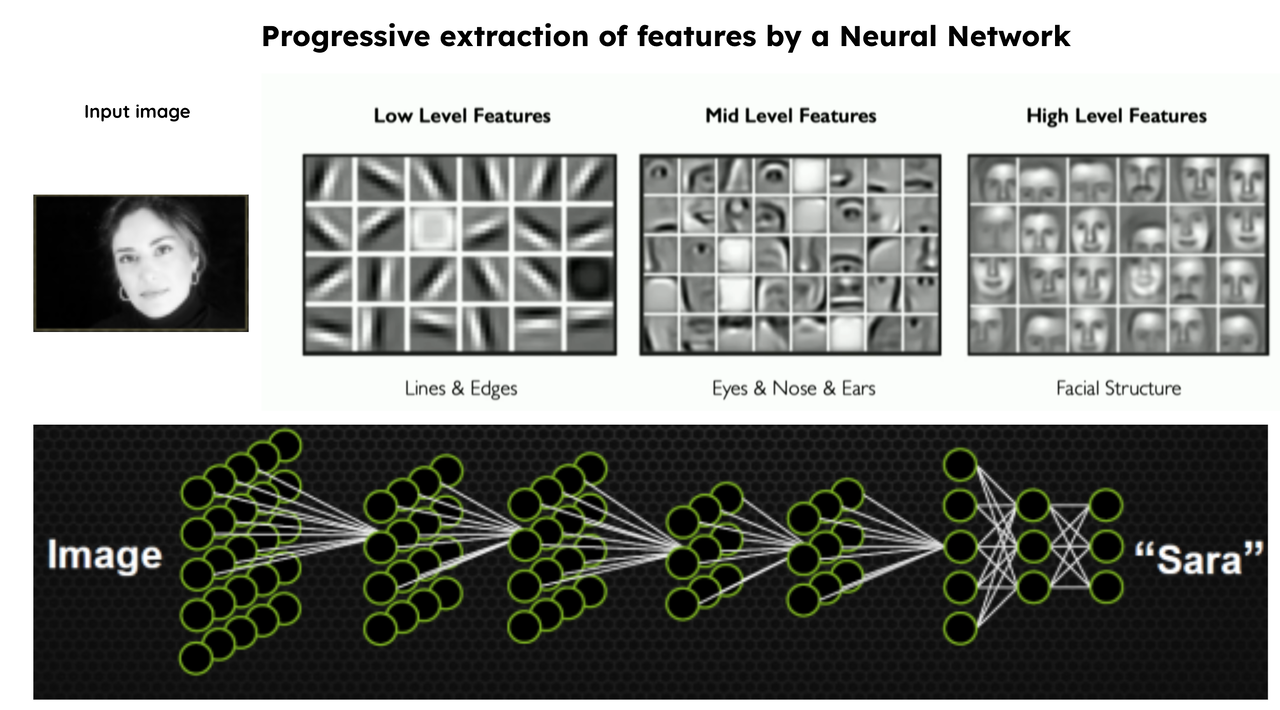 Progressive extraction of features by a Neural Network
Input image
Low Level Features
Mid Level Features
High Level Features
Lines & Edges
Eyes & Nose & Ears
Facial Structure
Image
“Sara”